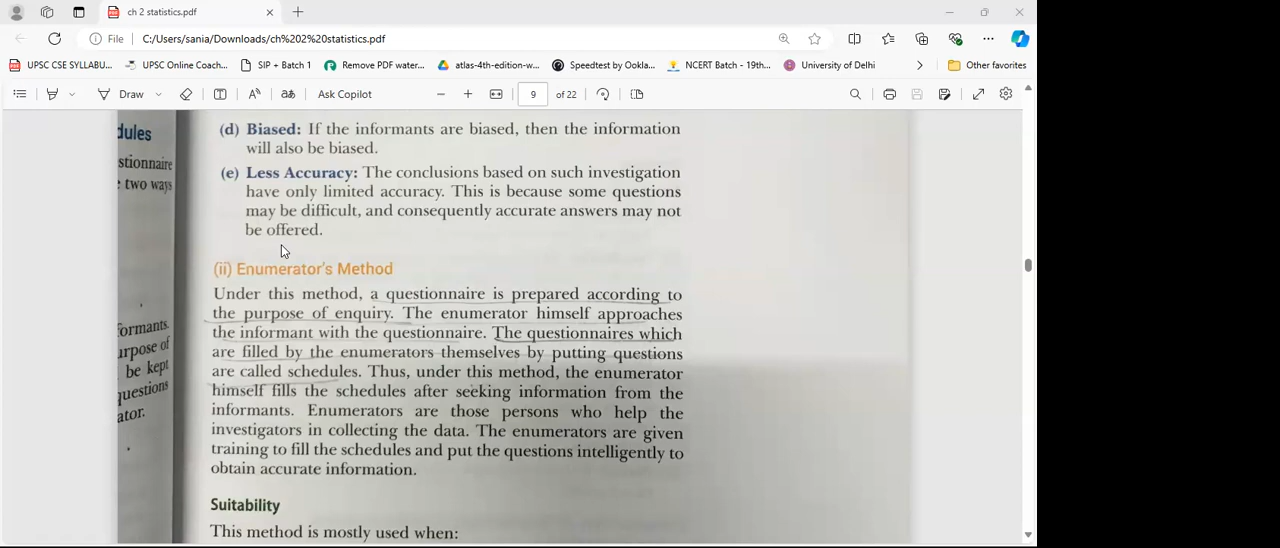 ch 2 statistics.pdf
File C:/Users/sania/Downloads/ch%202%20statistics.pdf
UPSC CSE SYLLABU... UPSC Online Coach... SIP + Batch 1 Remove PDF water... atlas-4th-edition-w... Speedtest by Ookla... NCERT Batch - 19th... University of Delhi Other favorites
Draw Ask Copilot 9 of 22
dules
stionnaire
two ways
formants.
urpose of
be kept
questions
ator.
(d) Biased: If the informants are biased, then the information
will also be biased.
(e) Less Accuracy: The conclusions based on such investigation
have only limited accuracy. This is because some questions
may be difficult, and consequently accurate answers may not
be offered.
(ii) Enumerator's Method
Under this method, a questionnaire is prepared according to
the purpose of enquiry. The enumerator himself approaches
the informant with the questionnaire. The questionnaires which
are filled by the enumerators themselves by putting questions
are called schedules. Thus, under this method, the enumerator
himself fills the schedules after seeking information from the
informants. Enumerators are those persons who help the
investigators in collecting the data. The enumerators are given
training to fill the schedules and put the questions intelligently to
obtain accurate information.
Suitability
This method is mostly used when: